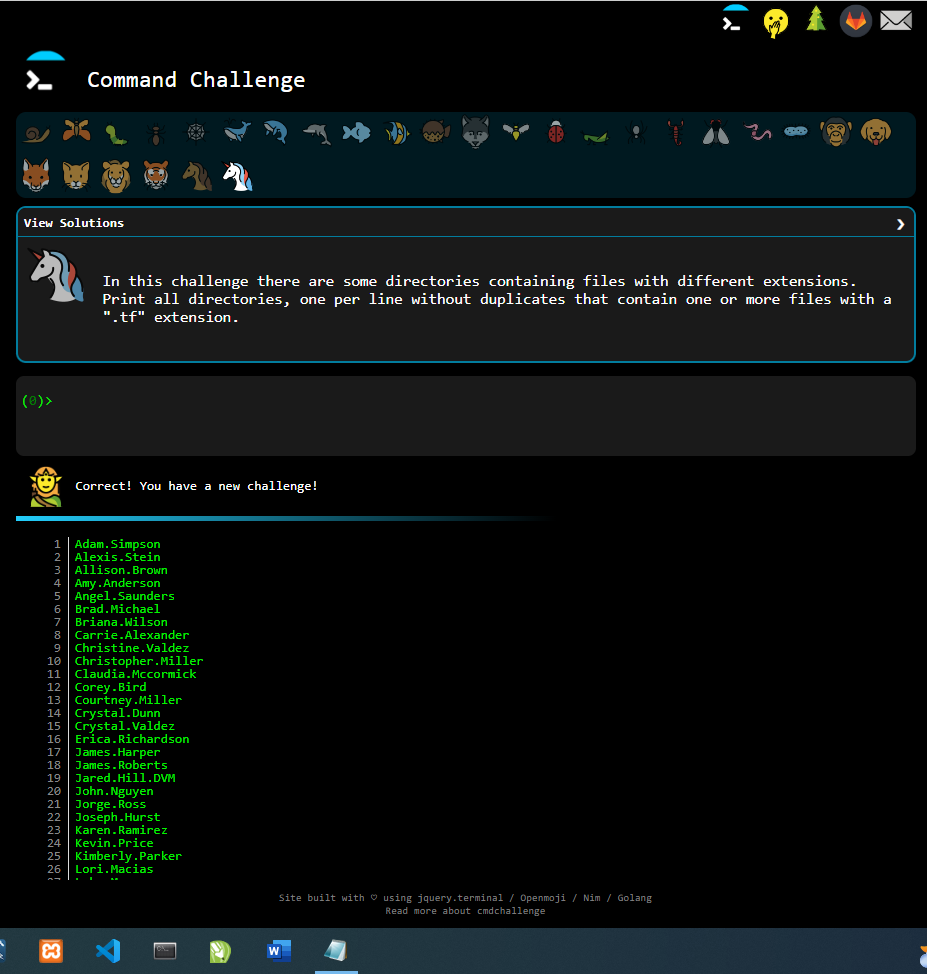 Command Challenge
View Solutions
In this challenge there are some directories containing files with different extensions.
Print all directories, one per line without duplicates that contain one or more files with a
".tf" extension.
(0)>
Correct! You have a new challenge!
1 Adam.Simpson
2 Alexis.Stein
3 Allison.Brown
4 Amy.Anderson
5 Angel.Saunders
6 Brad.Michael
7 Briana.Wilson
8 Carrie.Alexander
9 Christine.Valdez
10 Christopher.Miller
11 Claudia.Mccormick
12 Corey.Bird
13 Courtney.Miller
14 Crystal.Dunn
15 Crystal.Valdez
16 Erica.Richardson
17 James.Harper
18 James.Roberts
19 Jared.Hill.DVM
20 John.Nguyen
21 Jorge.Ross
22 Joseph.Hurst
23 Karen.Ramirez
24 Kevin.Price
25 Kimberly.Parker
26 Lori.Macias
Site built with ♡ using jquery.terminal / Openmoji / Nim / Golang
Read more about cmdchallenge